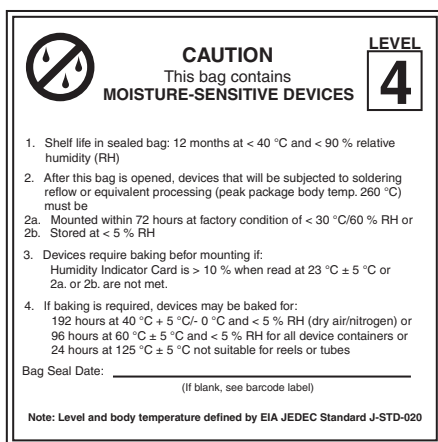 LEVEL
4
CAUTION
This bag contains
MOISTURE-SENSITIVE DEVICES
1. Shelf life in sealed bag: 12 months at < 40 °C and < 90 % relative
humidity (RH)
2. After this bag is opened, devices that will be subjected to soldering
reflow or equivalent processing (peak package body temp. 260 °C)
must be
2a. Mounted within 72 hours at factory condition of < 30 °C/60 % RH or
2b. Stored at < 5 % RH
3. Devices require baking befor mounting if:
Humidity Indicator Card is > 10 % when read at 23 °C ± 5 °C or
2a. or 2b. are not met.
4. If baking is required, devices may be baked for:
192 hours at 40 °C + 5 °C/- 0 °C and < 5 % RH (dry air/nitrogen) or
96 hours at 60 °C ± 5 °C and < 5 % RH for all device containers or
24 hours at 125 °C ± 5 °C not suitable for reels or tubes
Bag Seal Date:
(If blank, see barcode label)
Note: Level and body temperature defined by EIA JEDEC Standard J-STD-020